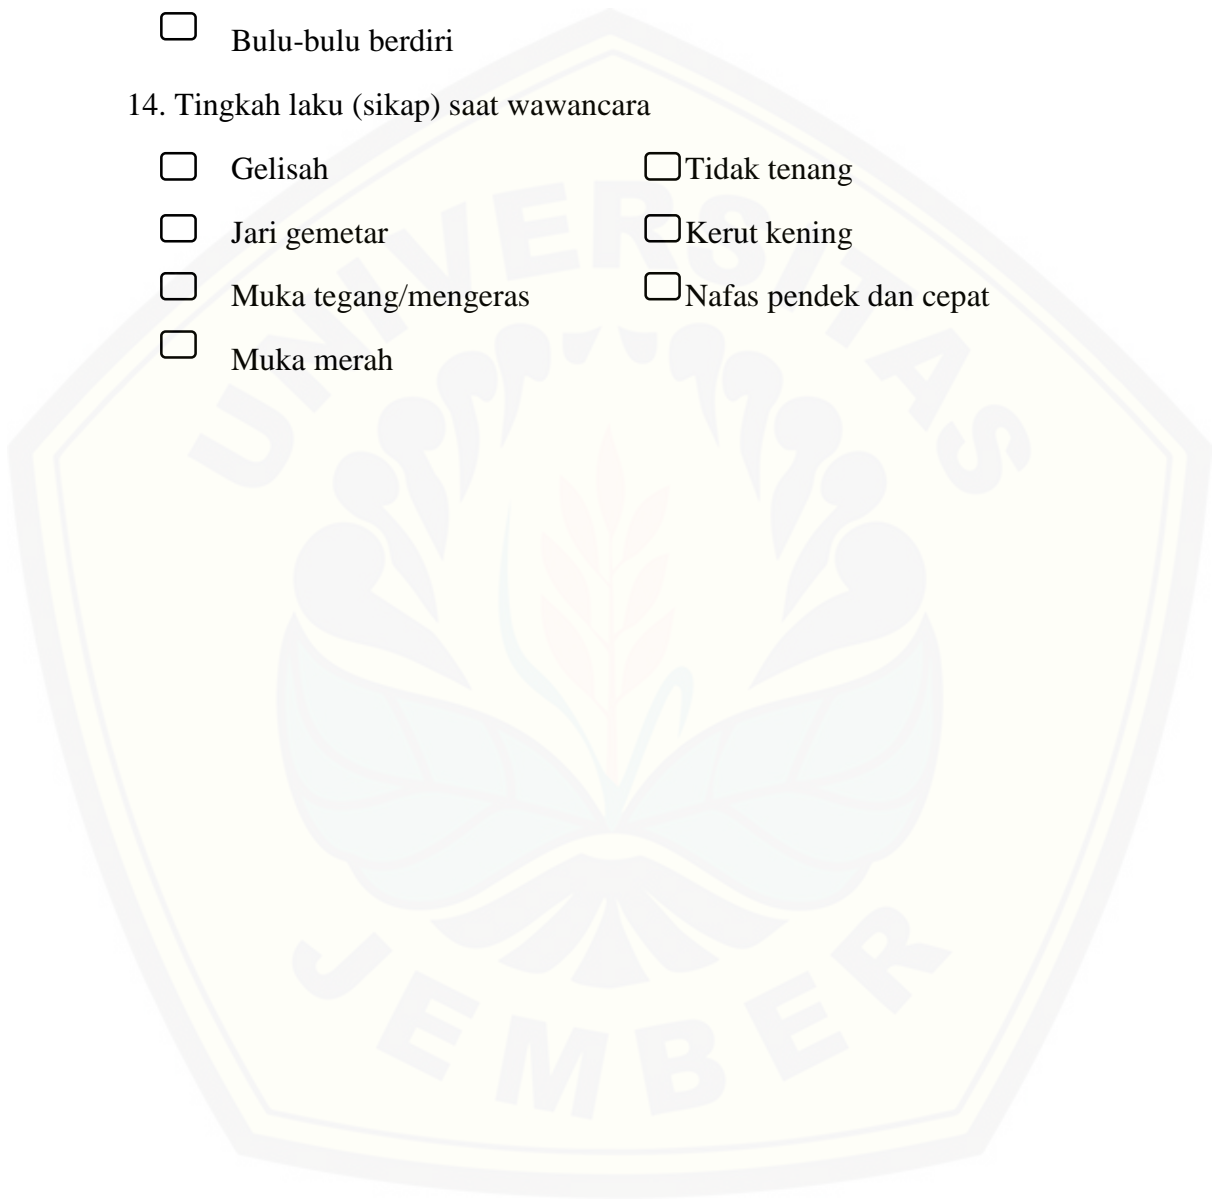 Bulu-bulu berdiri
14. Tingkah laku (sikap) saat wawancara
Gelisah Tidak tenang
Jari gemetar Kerut kening
Muka tegang/mengeras Nafas pendek dan cepat
Muka merah
UNIVERSITAS
JEMBER